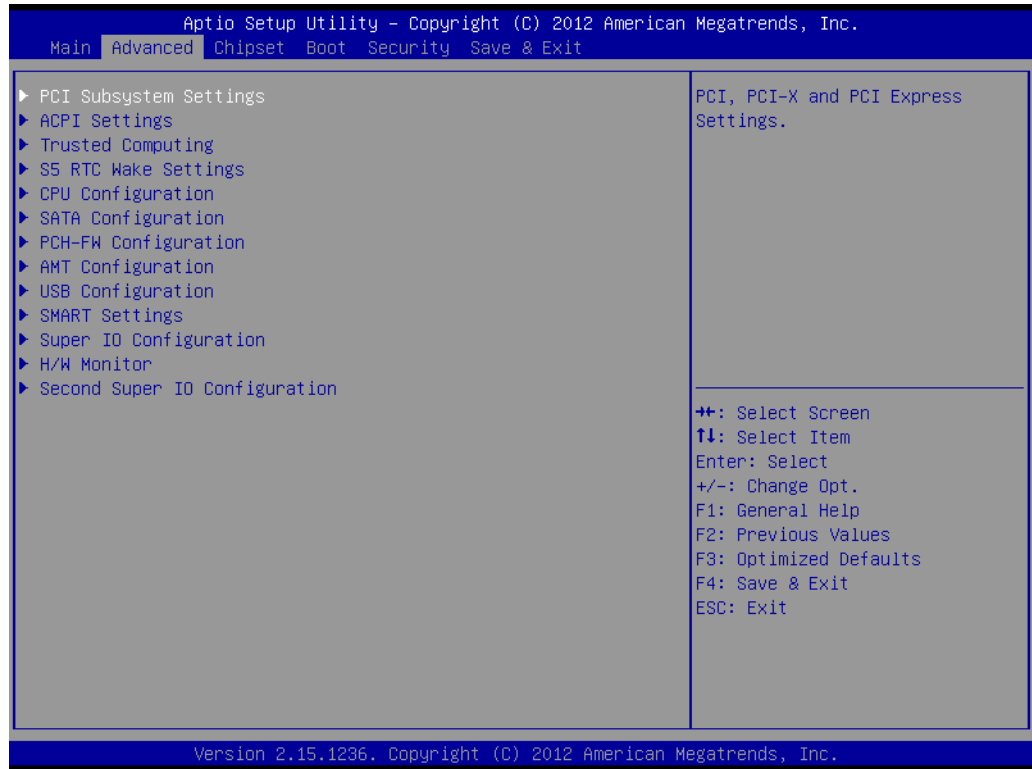 Aptio Setup Utility – Copyright (C) 2012 American Megatrends, Inc.
Main Advanced Chipset Boot Security Save & Exit
PCI Subsystem Settings
ACPI Settings
Trusted Computing
S5 RTC Wake Settings
CPU Configuration
SATA Configuration
PCH-FW Configuration
AMT Configuration
USB Configuration
SMART Settings
Super IO Configuration
H/W Monitor
Second Super IO Configuration
PCI, PCI-X and PCI Express
Settings.
→←: Select Screen
↑↓: Select Item
Enter: Select
+/-: Change Opt.
F1: General Help
F2: Previous Values
F3: Optimized Defaults
F4: Save & Exit
ESC: Exit
Version 2.15.1236. Copyright (C) 2012 American Megatrends, Inc.